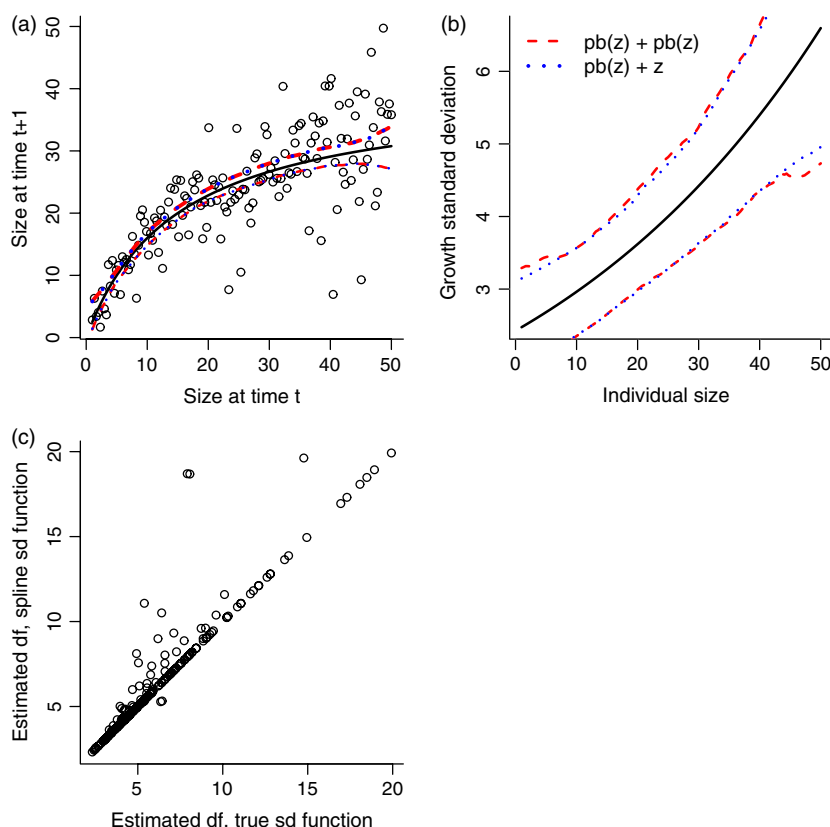 (a)
50
40
30
20
10
0
Size at time t+1
0 10 20 30 40 50
Size at time t
(b)
pb(z) + pb(z)
pb(z) + z
6
5
4
3
Growth standard deviation
0 10 20 30 40 50
Individual size
(c)
20
15
10
5
Estimated df, spline sd function
5 10 15 20
Estimated df, true sd function